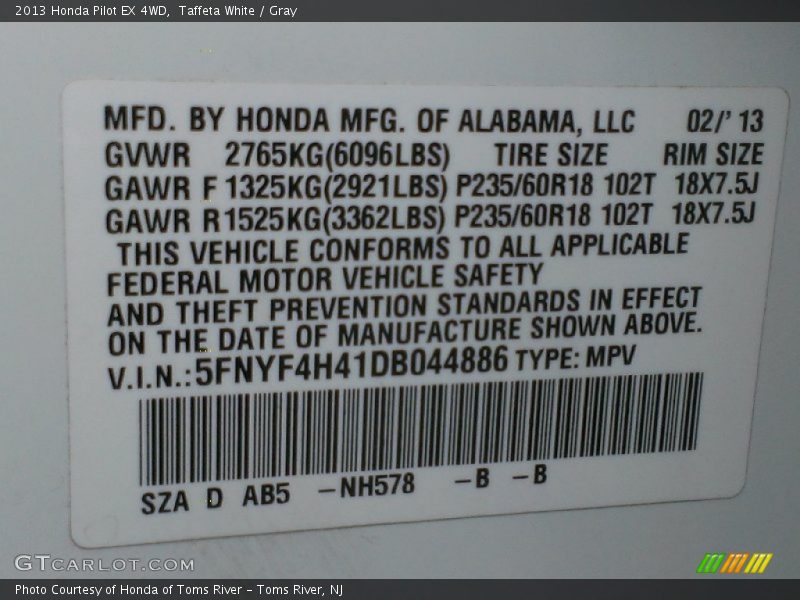 2013 Honda Pilot EX 4WD, Taffeta White / Gray
MFD. BY HONDA MFG. OF ALABAMA, LLC 02/' 13
GVWR 2765KG(6096LBS) TIRE SIZE RIM SIZE
GAWR F 1325KG(2921LBS) P235/60R18 102T 18X7.5J
GAWR R 1525KG(3362LBS) P235/60R18 102T 18X7.5J
THIS VEHICLE CONFORMS TO ALL APPLICABLE
FEDERAL MOTOR VEHICLE SAFETY
AND THEFT PREVENTION STANDARDS IN EFFECT
ON THE DATE OF MANUFACTURE SHOWN ABOVE.
V.I.N.:5FNYF4H41DB044886 TYPE: MPV
SZA D AB5 –NH578 –B –B
GTCARLOT.COM
Photo Courtesy of Honda of Toms River – Toms River, NJ